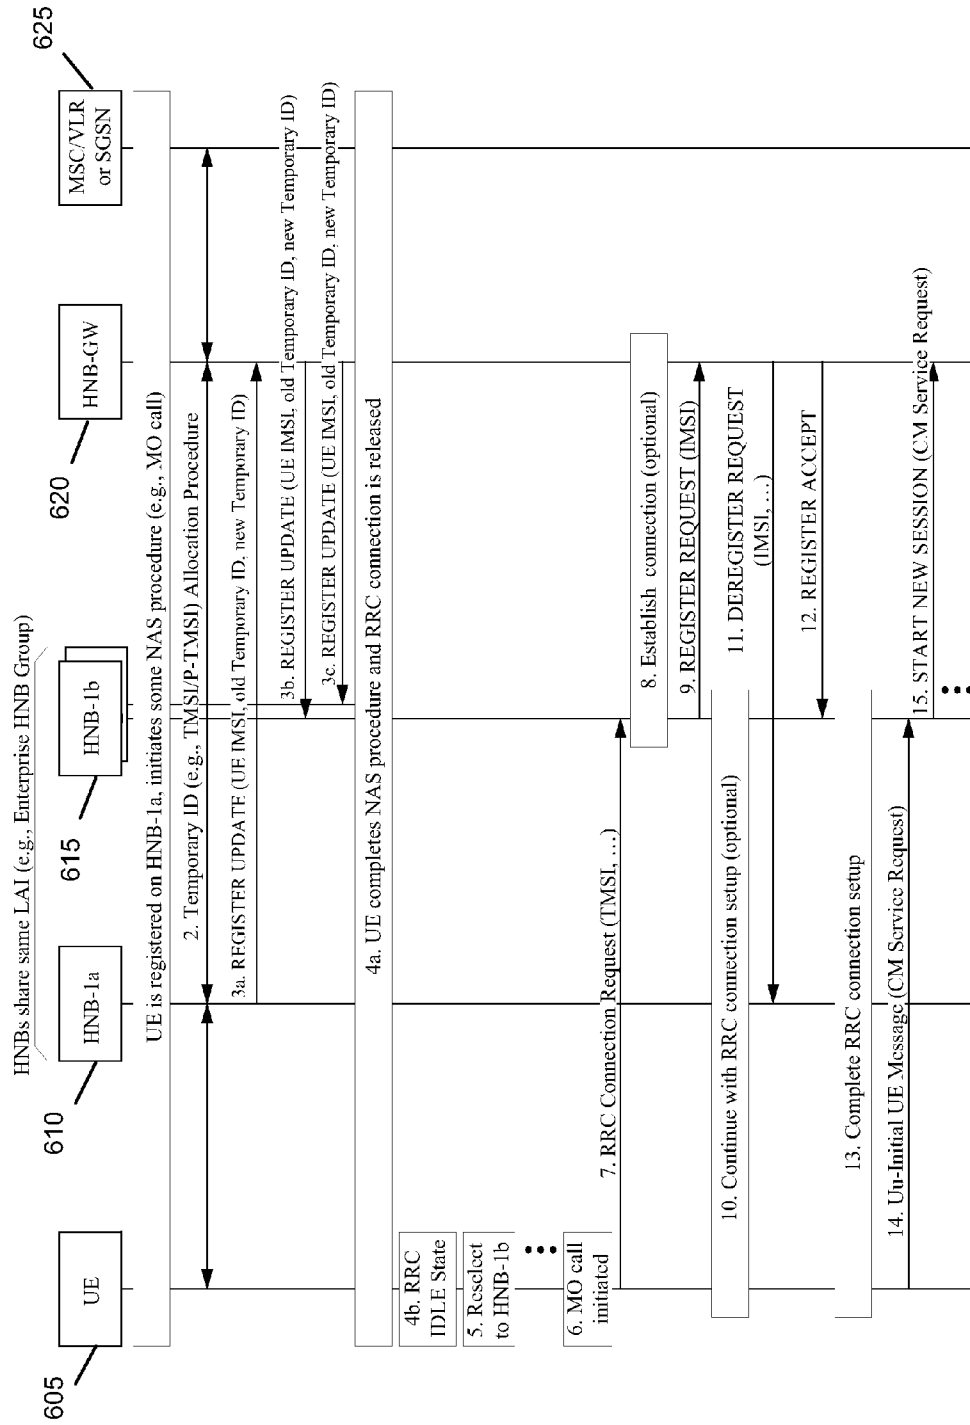 HNBs share same LAI (e.g., Enterprise HNB Group)
605
610
615
620
625
UE
HNB-1a
HNB-1b
HNB-GW
MSC/VLR
or SGSN
UE is registered on HNB-1a, initiates some NAS procedure (e.g., MO call)
2. Temporary ID (e.g., TMSI/P-TMSI) Allocation Procedure
3a. REGISTER UPDATE (UE IMSI, old Temporary ID, new Temporary ID)
3b. REGISTER UPDATE (UE IMSI, old Temporary ID, new Temporary ID)
3c. REGISTER UPDATE (UE IMSI, old Temporary ID, new Temporary ID)
4a. UE completes NAS procedure and RRC connection is released
4b. RRC
IDLE State
5. Reselect
to HNB-1b
•••
6. MO call
initiated
7. RRC Connection Request (TMSI, …)
8. Establish connection (optional)
9. REGISTER REQUEST (IMSI)
10. Continue with RRC connection setup (optional)
11. DEREGISTER REQUEST
(IMSI, …)
12. REGISTER ACCEPT
13. Complete RRC connection setup
14. Uu-Initial UE Message (CM Service Request)
15. START NEW SESSION (CM Service Request)
•••